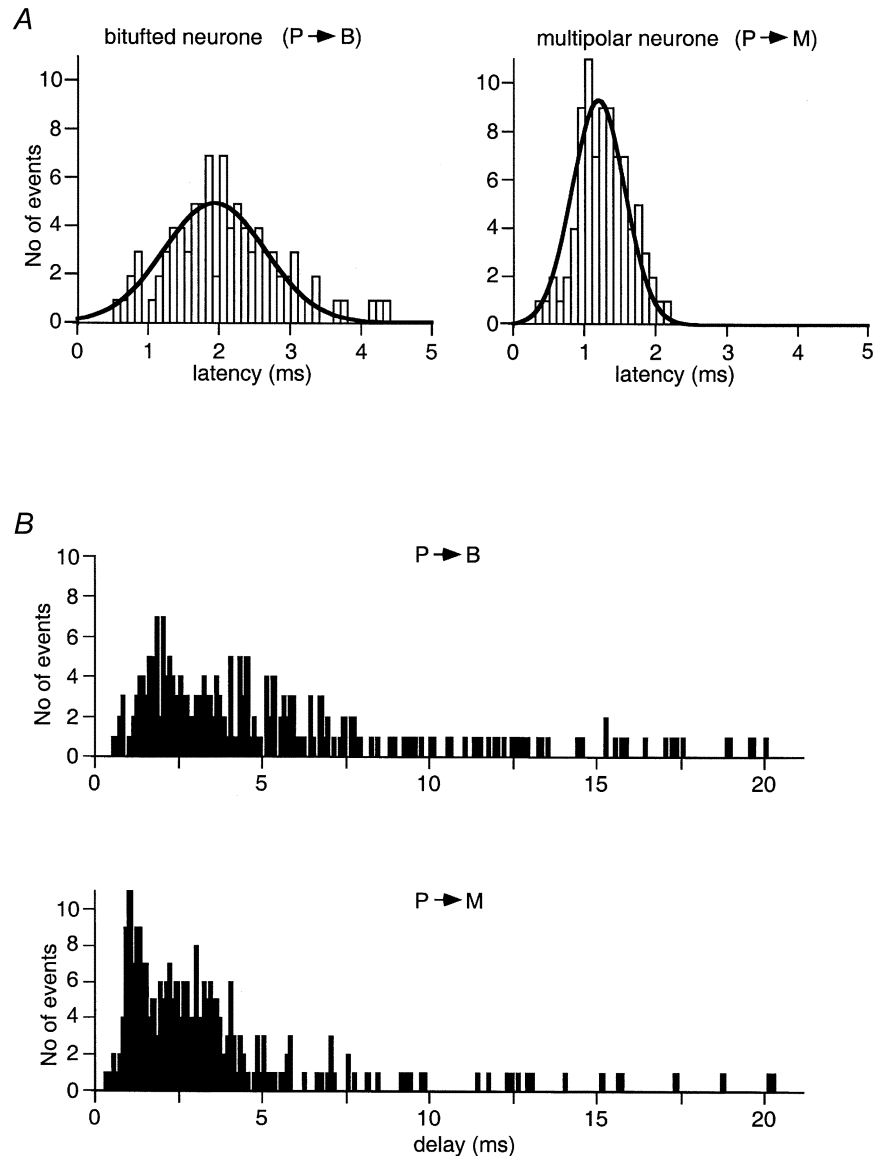 A
bitufted neurone (P → B)
No of events
10
8
6
4
2
0
0 1 2 3 4 5
latency (ms)
multipolar neurone (P → M)
10
8
6
4
2
0
0 1 2 3 4 5
latency (ms)
B
P → B
No of events
10
8
6
4
2
0
0 5 10 15 20
P → M
No of events
10
8
6
4
2
0
0 5 10 15 20
delay (ms)